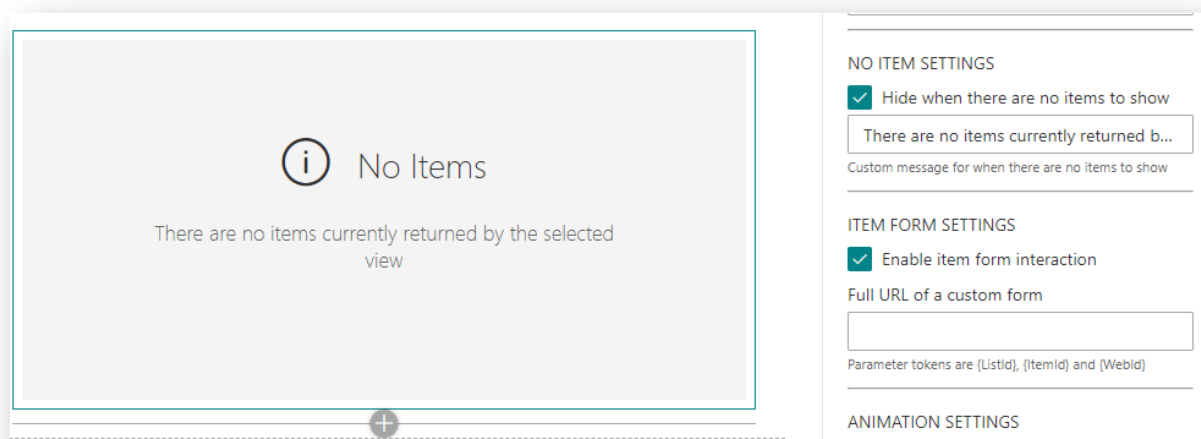 No Items
There are no items currently returned by the selected
view
NO ITEM SETTINGS
Hide when there are no items to show
There are no items currently returned b...
Custom message for when there are no items to show
ITEM FORM SETTINGS
Enable item form interaction
Full URL of a custom form
Parameter tokens are {ListId}, {ItemId} and {WebId}
ANIMATION SETTINGS